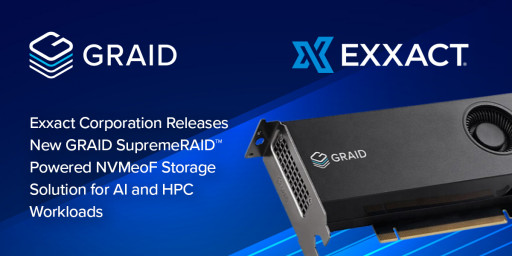 GRAID
EXXACT®
Exxact Corporation Releases
New GRAID SupremeRAID™
Powered NVMeoF Storage
Solution for AI and HPC
Workloads
GRAID